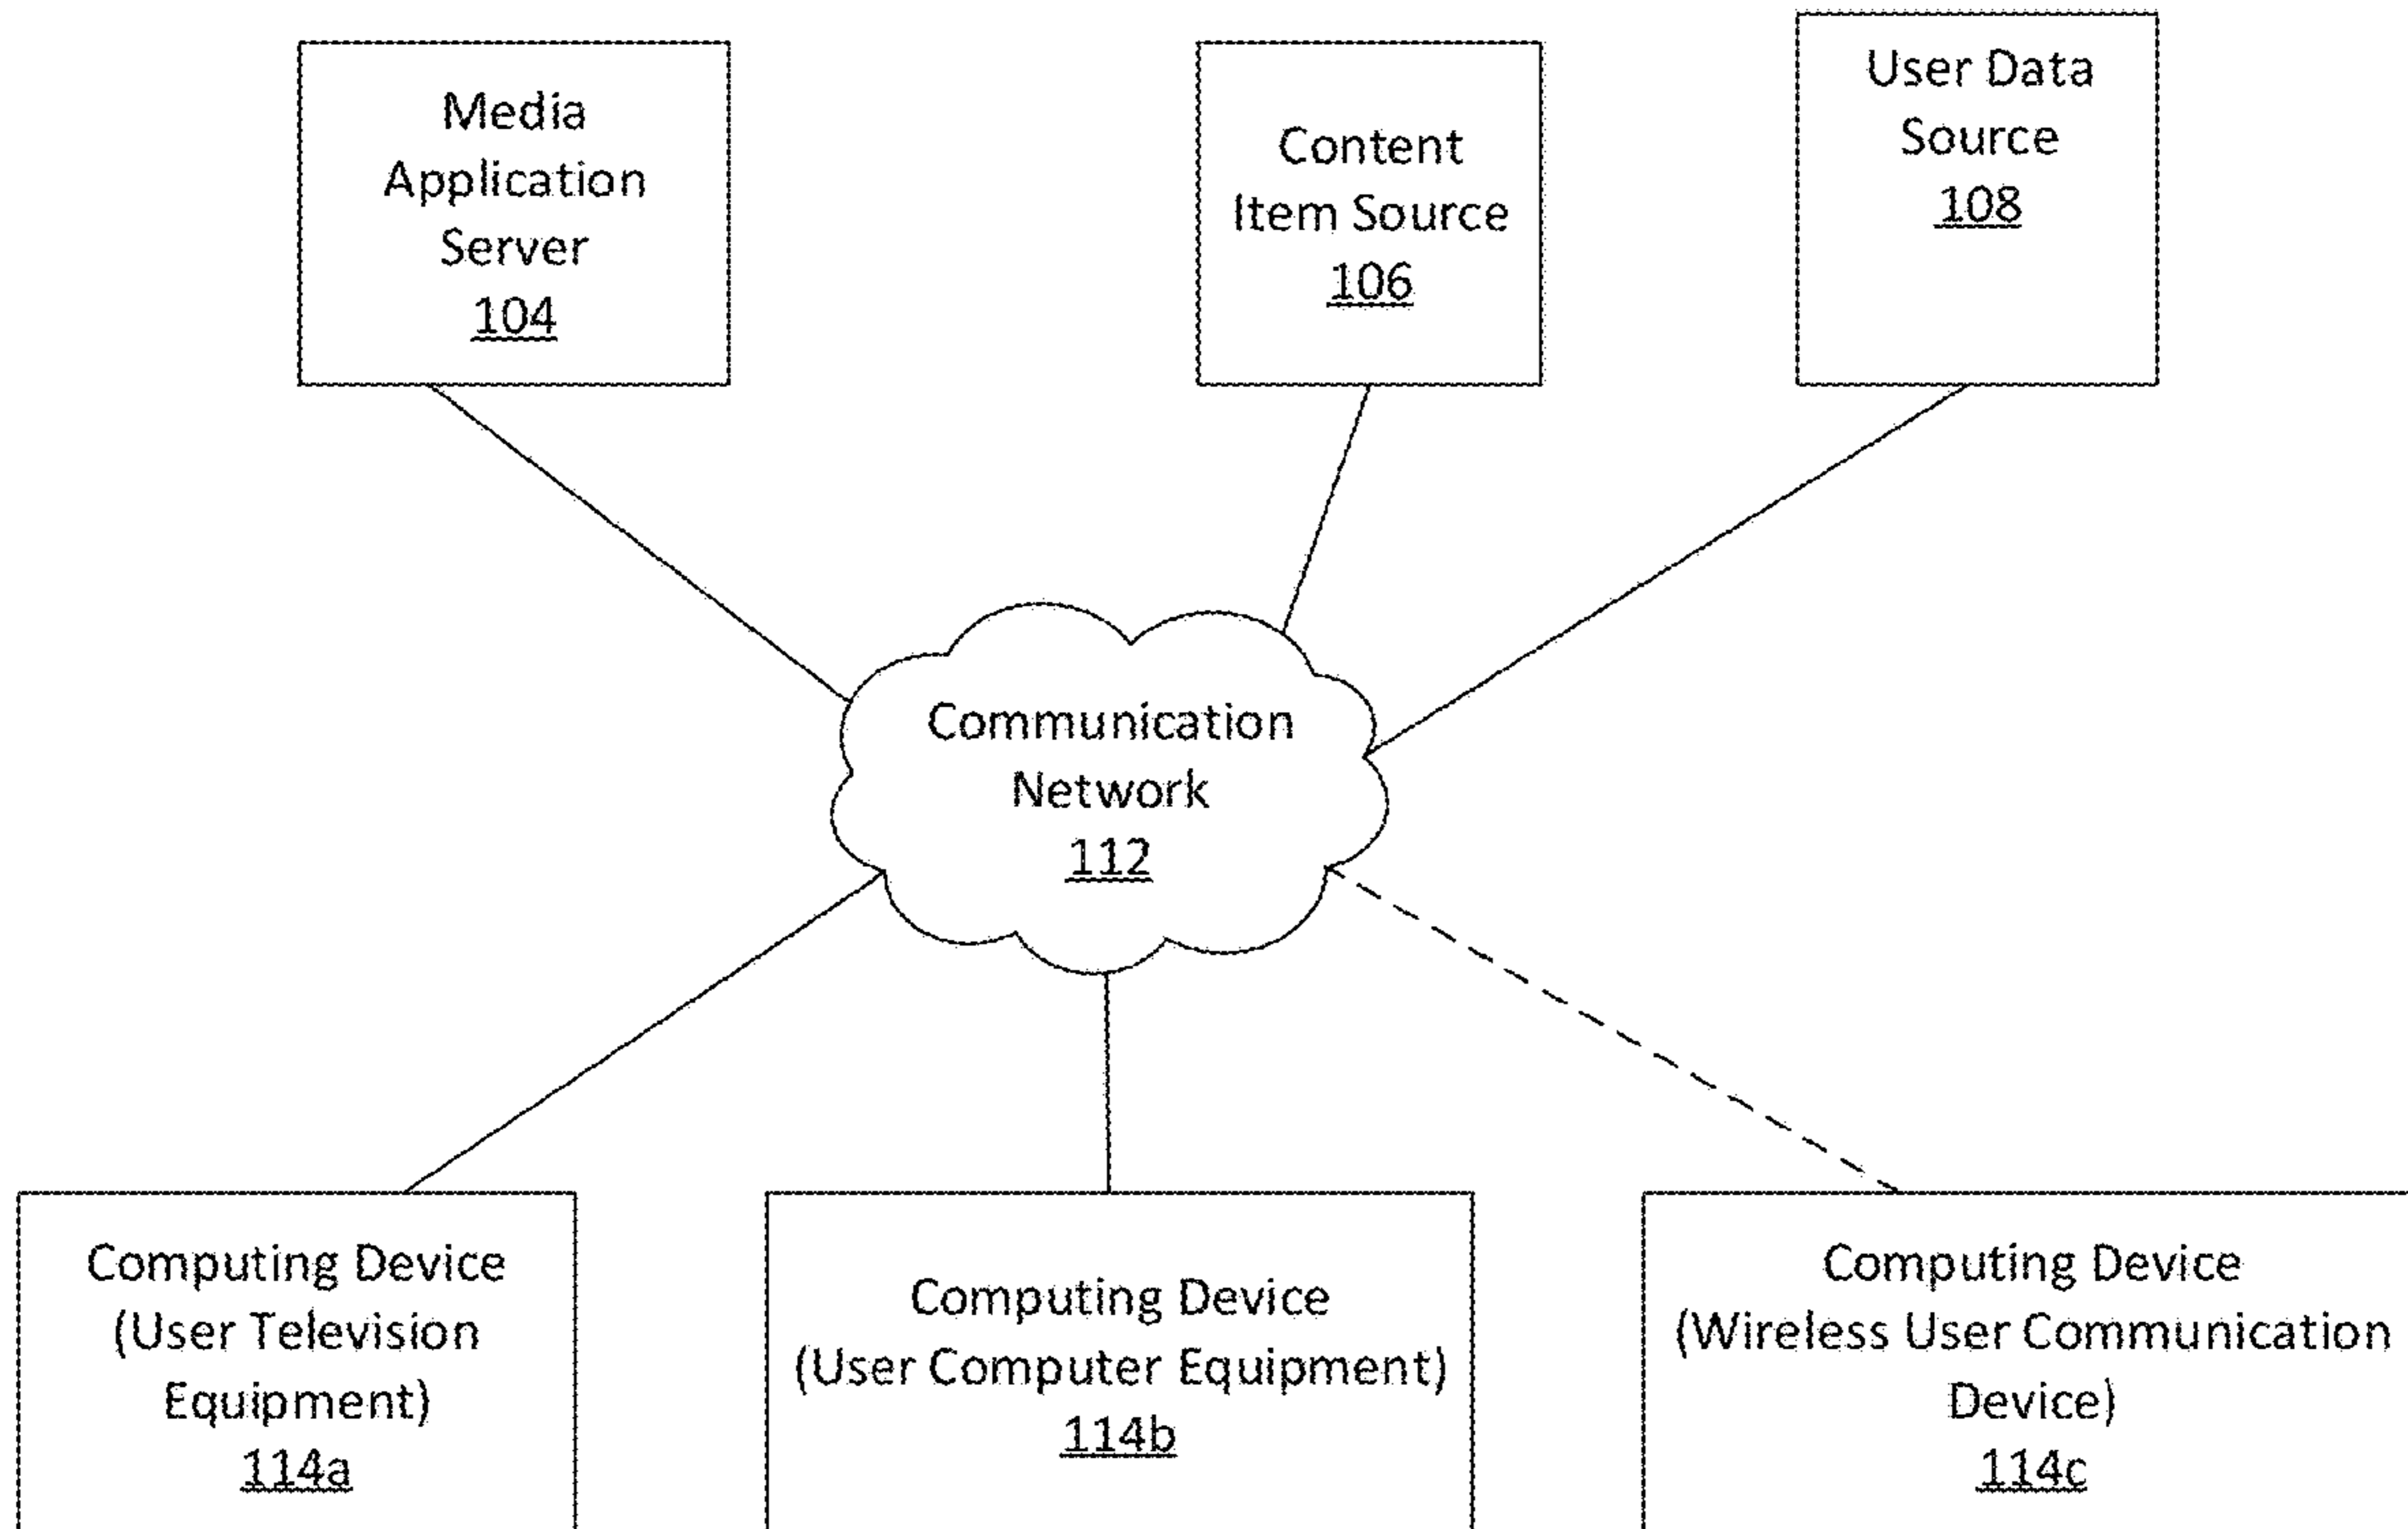 Media
Application
Server
104
Content
Item Source
106
User Data
Source
108
Communication
Network
112
Computing Device
(User Television
Equipment)
114a
Computing Device
(User Computer Equipment)
114b
Computing Device
(Wireless User Communication
Device)
114c